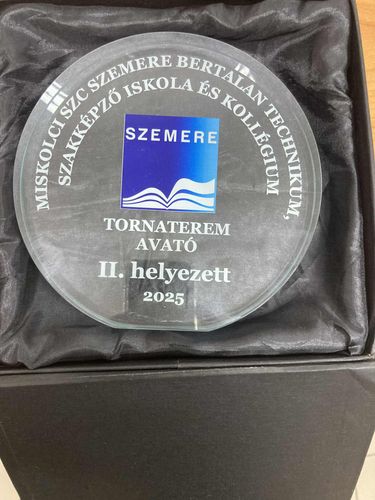 MISKOLCI SZC SZEMERE BERTALAN TECHNIKUM,
SZAKKÉPZŐ ISKOLA ÉS KOLLÉGIUM
SZEMERE
TORNATEREM
AVATÓ
II. helyezett
2025